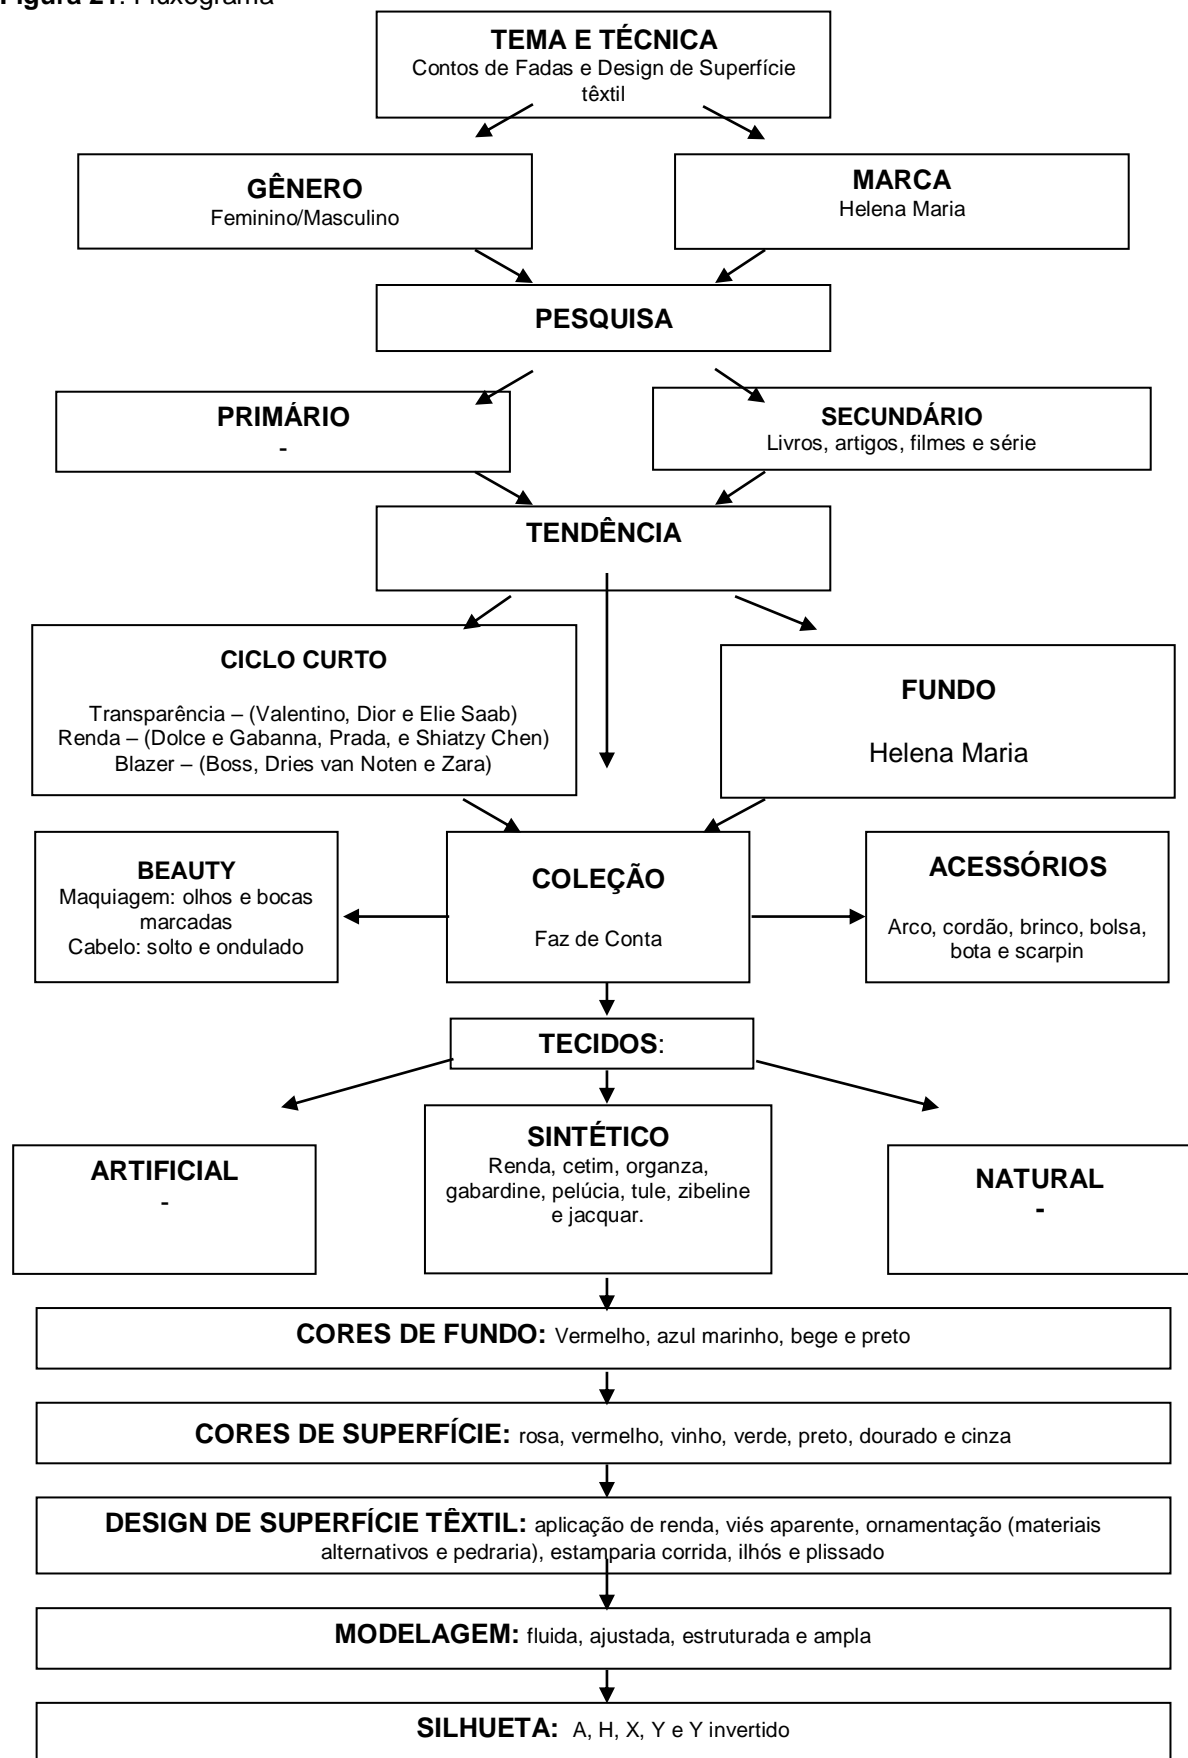 Figura 21: Fluxograma
TEMA E TÉCNICA
Contos de Fadas e Design de Superfície
têxtil
GÊNERO
Feminino/Masculino
MARCA
Helena Maria
PESQUISA
PRIMÁRIO
-
SECUNDÁRIO
Livros, artigos, filmes e série
TENDÊNCIA
CICLO CURTO
Transparência – (Valentino, Dior e Elie Saab)
Renda – (Dolce e Gabanna, Prada, e Shiatzy Chen)
Blazer – (Boss, Dries van Noten e Zara)
FUNDO
Helena Maria
BEAUTY
Maquiagem: olhos e bocas
marcadas
Cabelo: solto e ondulado
COLEÇÃO
Faz de Conta
ACESSÓRIOS
Arco, cordão, brinco, bolsa,
bota e scarpin
TECIDOS:
ARTIFICIAL
-
SINTÉTICO
Renda, cetim, organza,
gabardine, pelúcia, tule, zibeline
e jacquar.
NATURAL
-
CORES DE FUNDO: Vermelho, azul marinho, bege e preto
CORES DE SUPERFÍCIE: rosa, vermelho, vinho, verde, preto, dourado e cinza
DESIGN DE SUPERFÍCIE TÊXTIL: aplicação de renda, viés aparente, ornamentação (materiais
alternativos e pedraria), estamparia corrida, ilhós e plissado
MODELAGEM: fluida, ajustada, estruturada e ampla
SILHUETA: A, H, X, Y e Y invertido